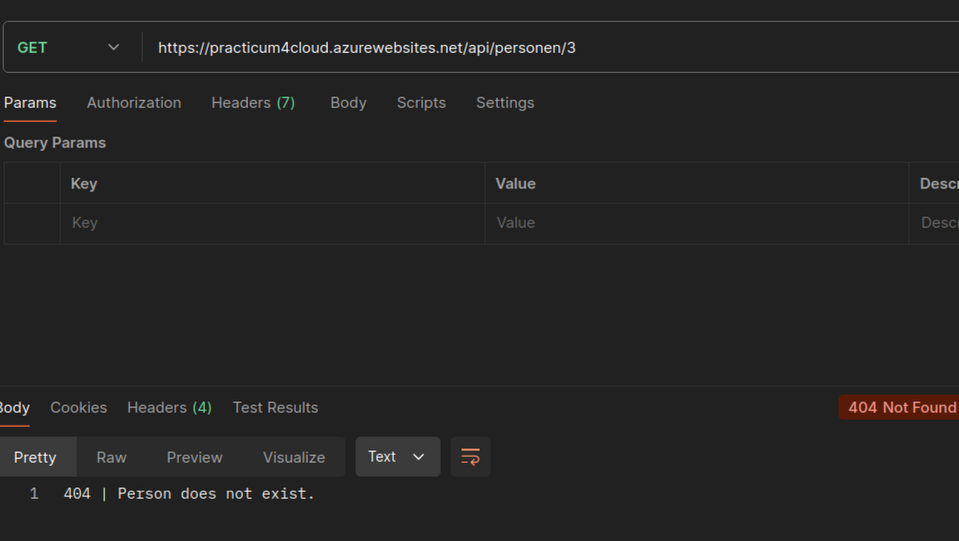 GET https://practicum4cloud.azurewebsites.net/api/personen/3
Params Authorization Headers (7) Body Scripts Settings
Query Params
Key Value Descr
Key Value Descr
Body Cookies Headers (4) Test Results 404 Not Found
Pretty Raw Preview Visualize Text
1 404 | Person does not exist.